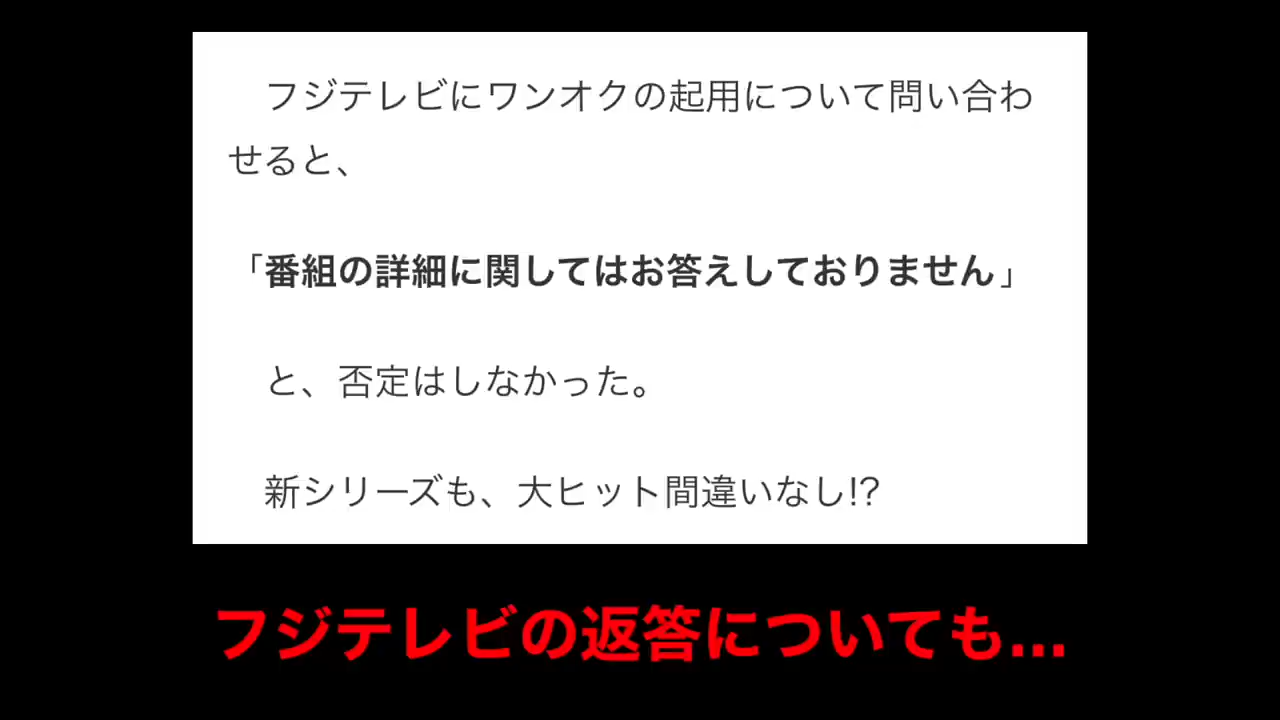 フジテレビにワンオクの起用について問い合わ
せると、
「番組の詳細に関してはお答えしておりません」
と、否定はしなかった。
新シリーズも、大ヒット間違いなし!?
フジテレビの返答についても...